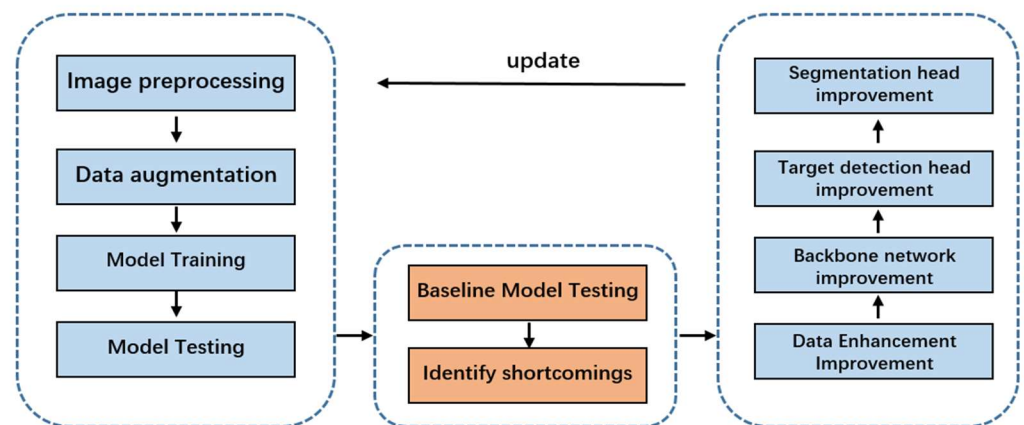 Image preprocessing
Data augmentation
Model Training
Model Testing
update
Baseline Model Testing
Identify shortcomings
Segmentation head
improvement
Target detection head
improvement
Backbone network
improvement
Data Enhancement
Improvement